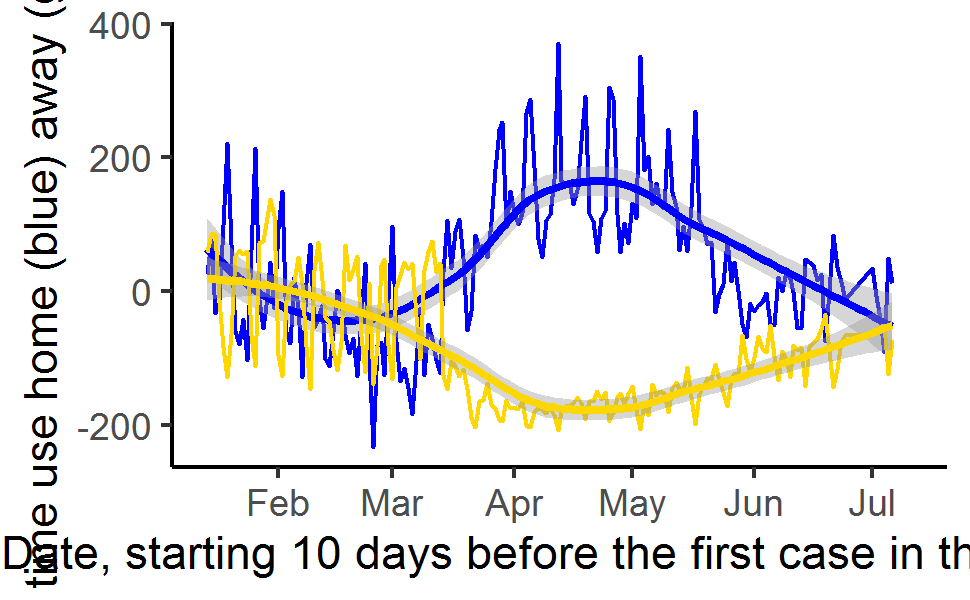 time use home (blue) away (
400
200
0
-200
Feb Mar Apr May Jun Jul
Date, starting 10 days before the first case in th